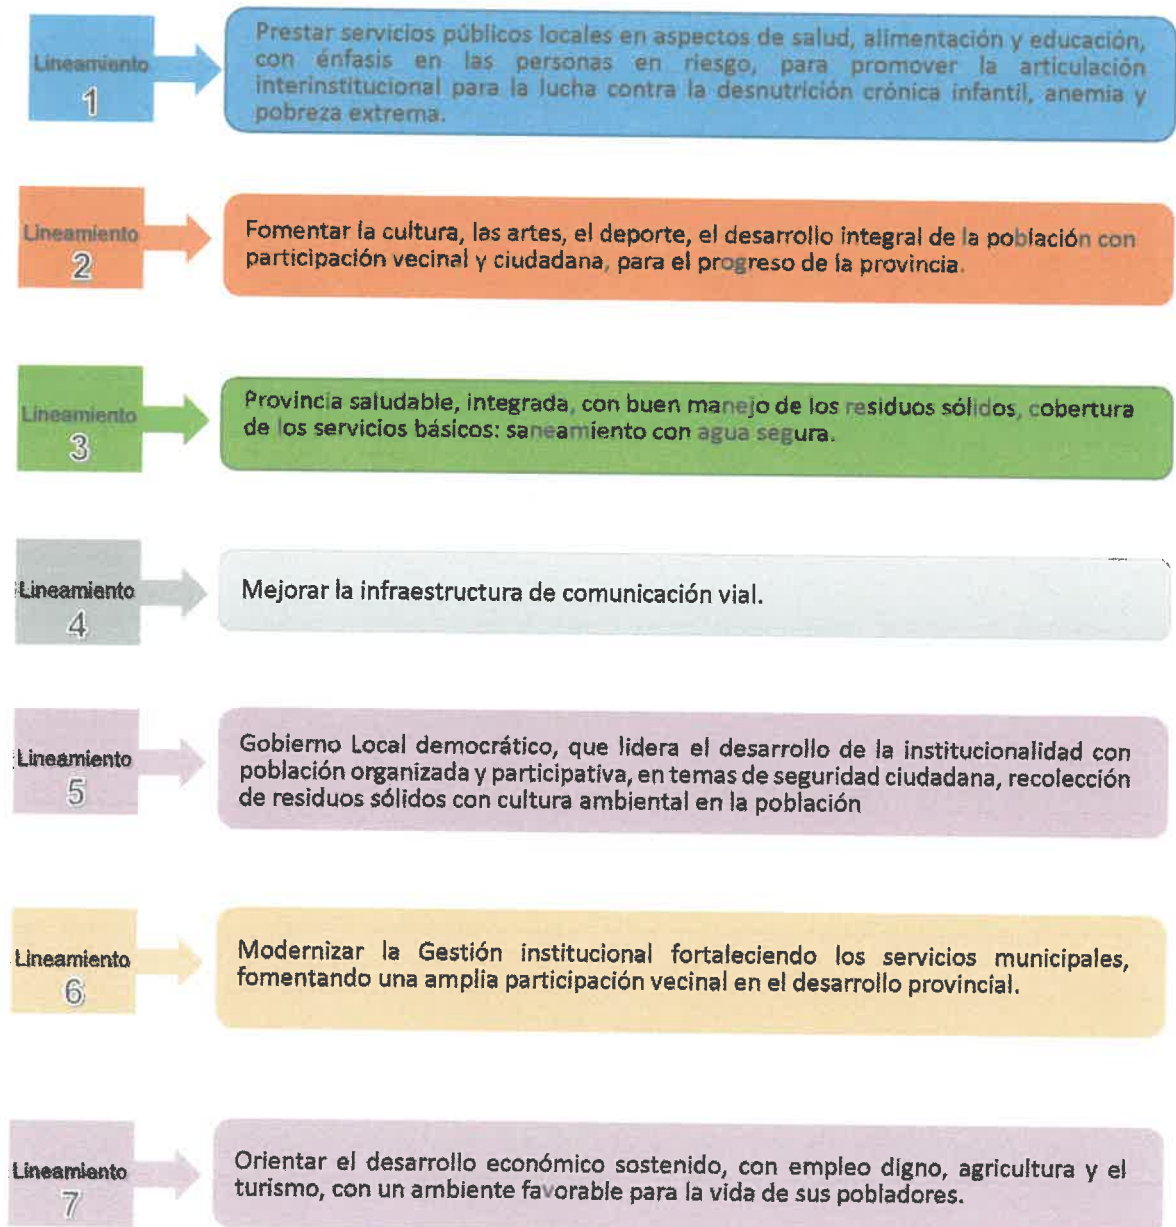 Lineamiento
1
Prestar servicios públicos locales en aspectos de salud, alimentación y educación,
con énfasis en las personas en riesgo, para promover la articulación
interinstitucional para la lucha contra la desnutrición crónica infantil, anemia y
pobreza extrema.
Lineamiento
2
Fomentar la cultura, las artes, el deporte, el desarrollo integral de la población con
participación vecinal y ciudadana, para el progreso de la provincia.
Lineamiento
3
Provincia saludable, integrada, con buen manejo de los residuos sólidos, cobertura
de los servicios básicos: saneamiento con agua segura.
Lineamiento
4
Mejorar la infraestructura de comunicación vial.
Lineamiento
5
Gobierno Local democrático, que lidera el desarrollo de la institucionalidad con
población organizada y participativa, en temas de seguridad ciudadana, recolección
de residuos sólidos con cultura ambiental en la población
Lineamiento
6
Modernizar la Gestión institucional fortaleciendo los servicios municipales,
fomentando una amplia participación vecinal en el desarrollo provincial.
Lineamiento
7
Orientar el desarrollo económico sostenido, con empleo digno, agricultura y el
turismo, con un ambiente favorable para la vida de sus pobladores.